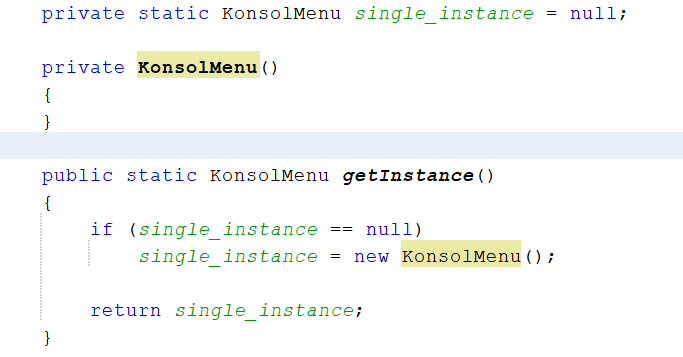 private static KonsolMenu single_instance = null;
private KonsolMenu()
{
}
public static KonsolMenu getInstance()
{
if (single_instance == null)
single_instance = new KonsolMenu();
return single_instance;
}